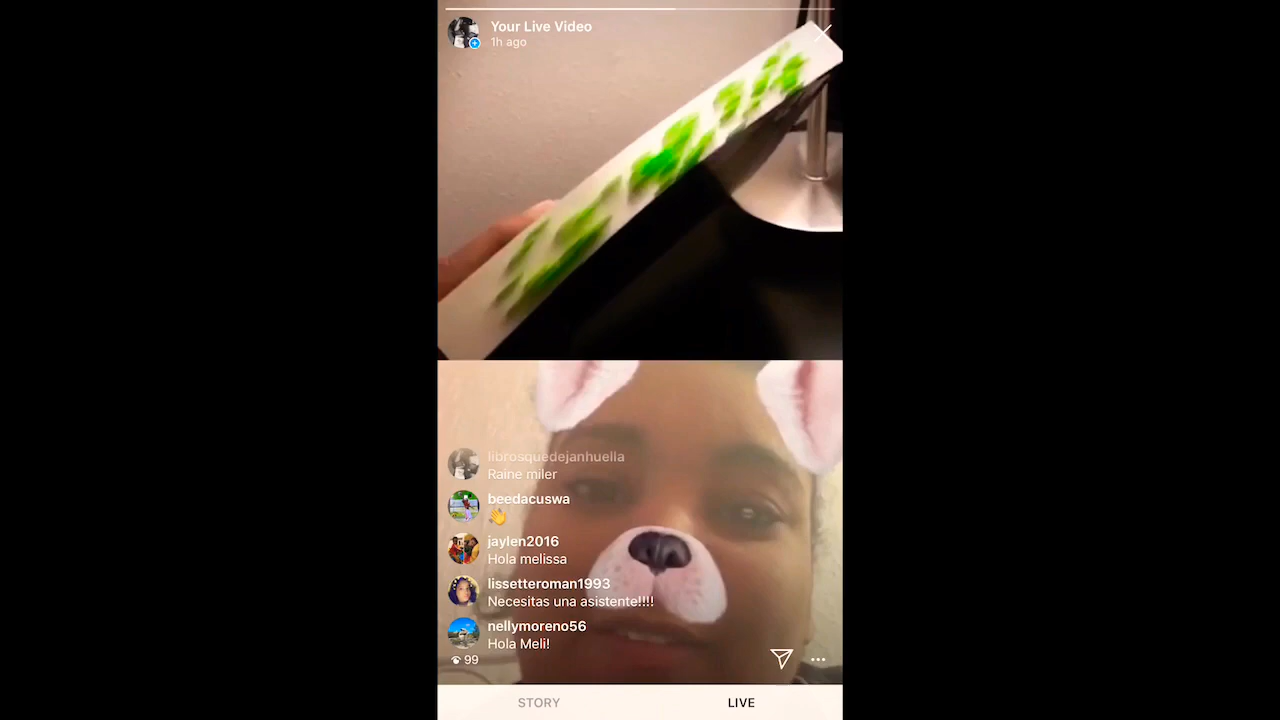 Your Live Video
1h ago
librosquedejanhuella
Raine miler
beedacuswa
👋
jaylen2016
Hola melissa
lissetteroman1993
Necesitas una asistente!!!!
nellymoreno56
Hola Meli!
99
STORY
LIVE